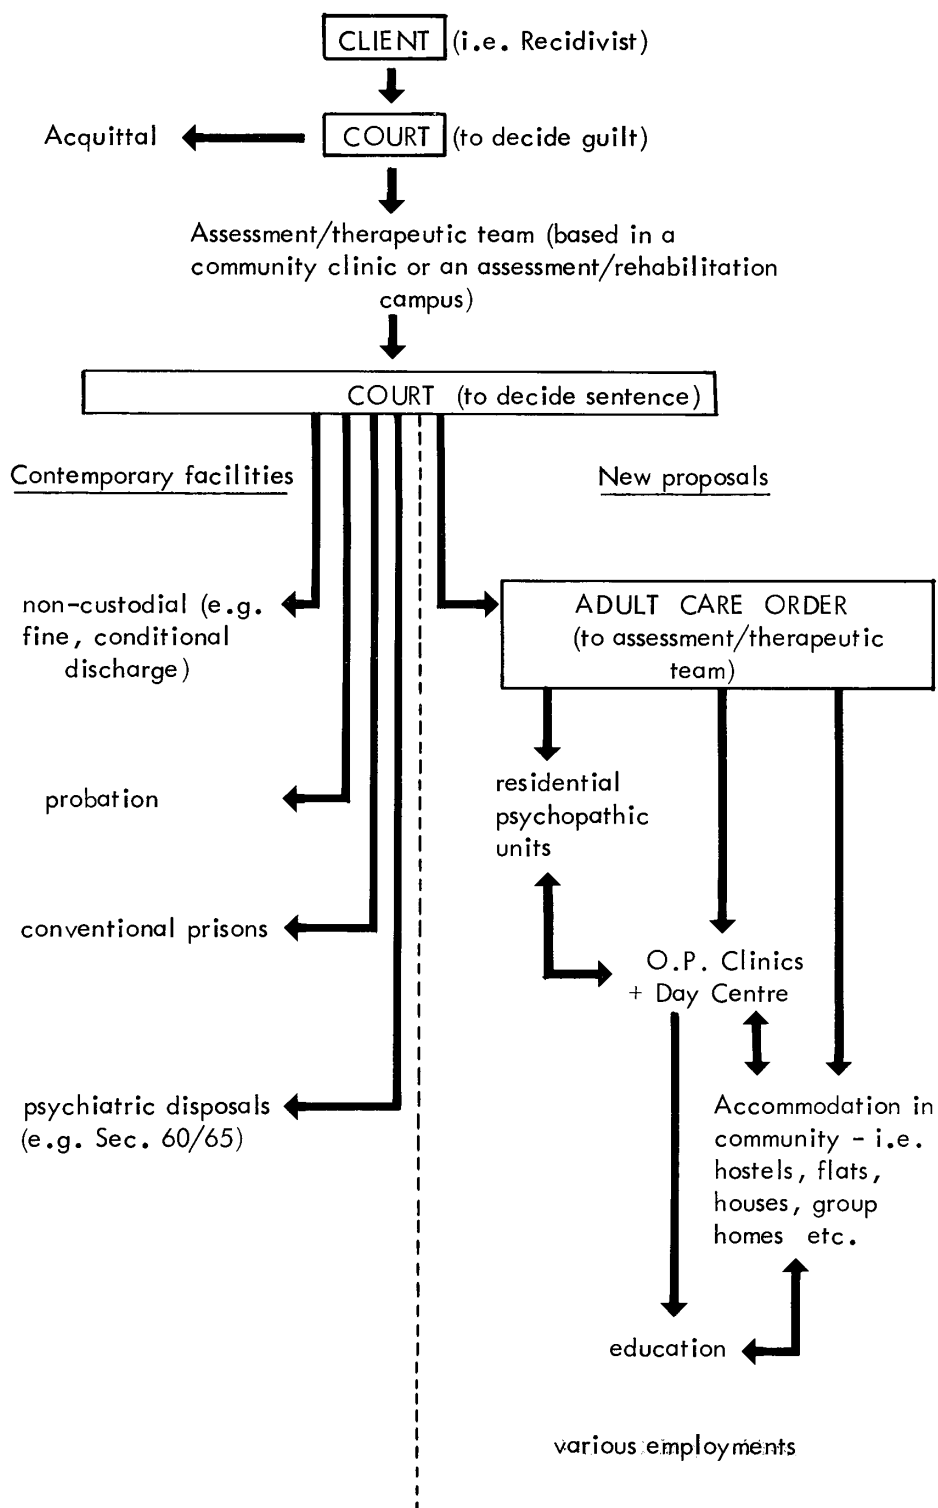 CLIENT (i.e. Recidivist)
Acquittal
COURT (to decide guilt)
Assessment/therapeutic team (based in a
community clinic or an assessment/rehabilitation
campus)
COURT (to decide sentence)
Contemporary facilities
New proposals
non-custodial (e.g.
fine, conditional
discharge)
probation
conventional prisons
psychiatric disposals
(e.g. Sec. 60/65)
ADULT CARE ORDER
(to assessment/therapeutic
team)
residential
psychopathic
units
O.P. Clinics
+ Day Centre
Accommodation in
community - i.e.
hostels, flats,
houses, group
homes etc.
education
various employments